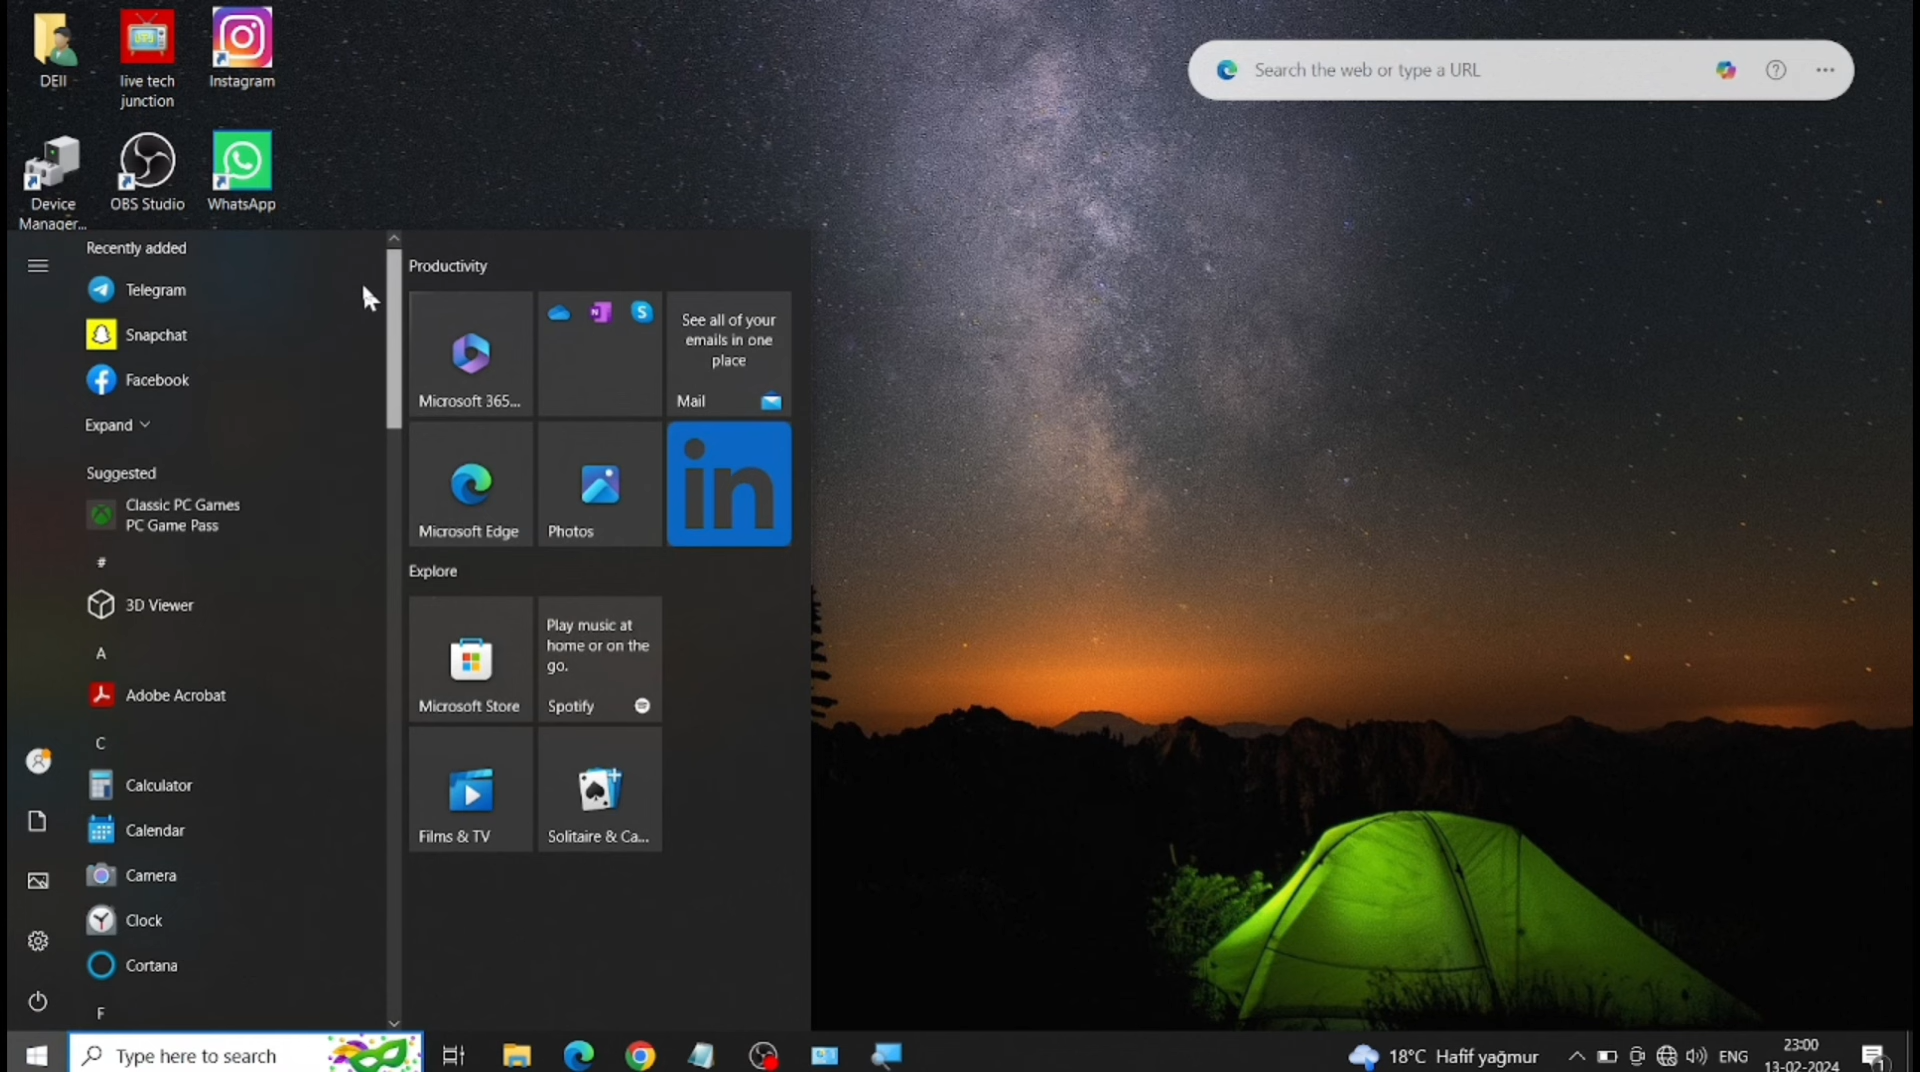 DEll
live tech
junction
Instagram
Device
Manager...
OBS Studio
WhatsApp
Search the web or type a URL
Recently added
Telegram
Snapchat
Facebook
Expand
Suggested
Classic PC Games
PC Game Pass
#
3D Viewer
A
Adobe Acrobat
C
Calculator
Calendar
Camera
Clock
Cortana
F
Productivity
Microsoft 365...
N
S
See all of your
emails in one
place
Mail
Microsoft Edge
Photos
in
Explore
Microsoft Store
Play music at
home or on the
go.
Spotify
Films & TV
Solitaire & Ca...
Type here to search
18°C Hafif yağmur
ENG
23:00
13-02-2024
1